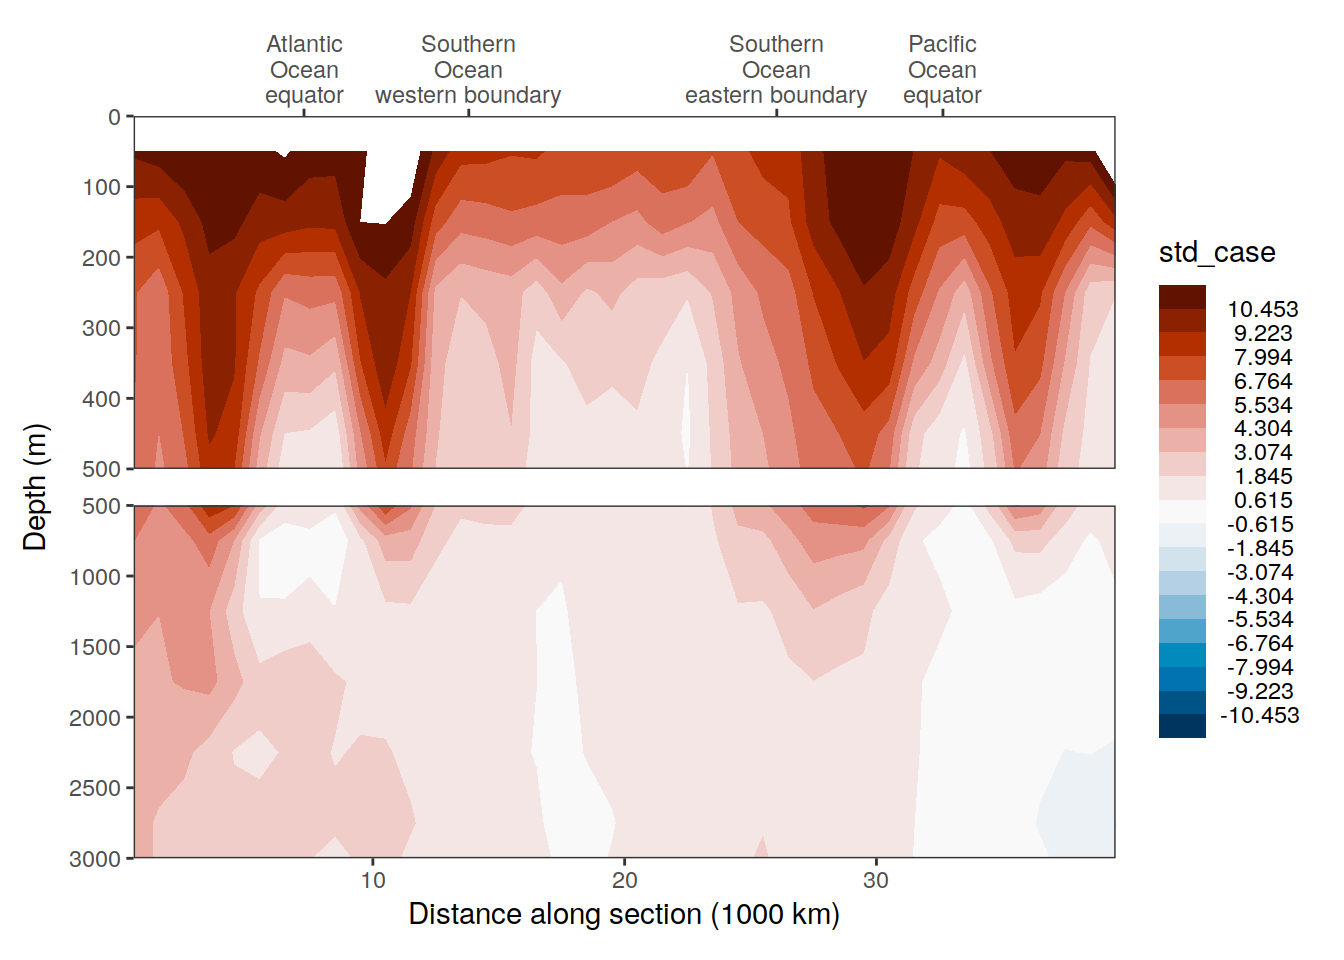 Atlantic
Ocean
equator
Southern
Ocean
western boundary
Southern
Ocean
eastern boundary
Pacific
Ocean
equator
0
100
200
300
400
500
500
1000
1500
2000
2500
3000
Depth (m)
10
20
30
Distance along section (1000 km)
std_case
10.453
9.223
7.994
6.764
5.534
4.304
3.074
1.845
0.615
-0.615
-1.845
-3.074
-4.304
-5.534
-6.764
-7.994
-9.223
-10.453